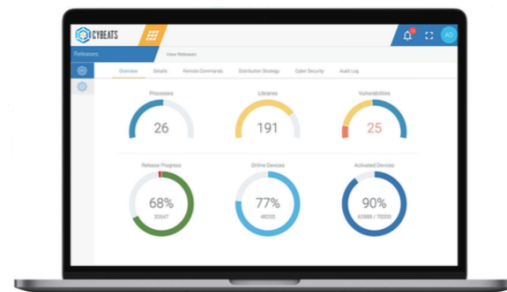 CYBEATS
AD
Releases
View Releases
Overview Details Remote Commands Distribution Strategy Cyber Security Audit Log
Processes Libraries Vulnerabilities
26 191 25
Release Progress Online Devices Activated Devices
68% 77% 90%